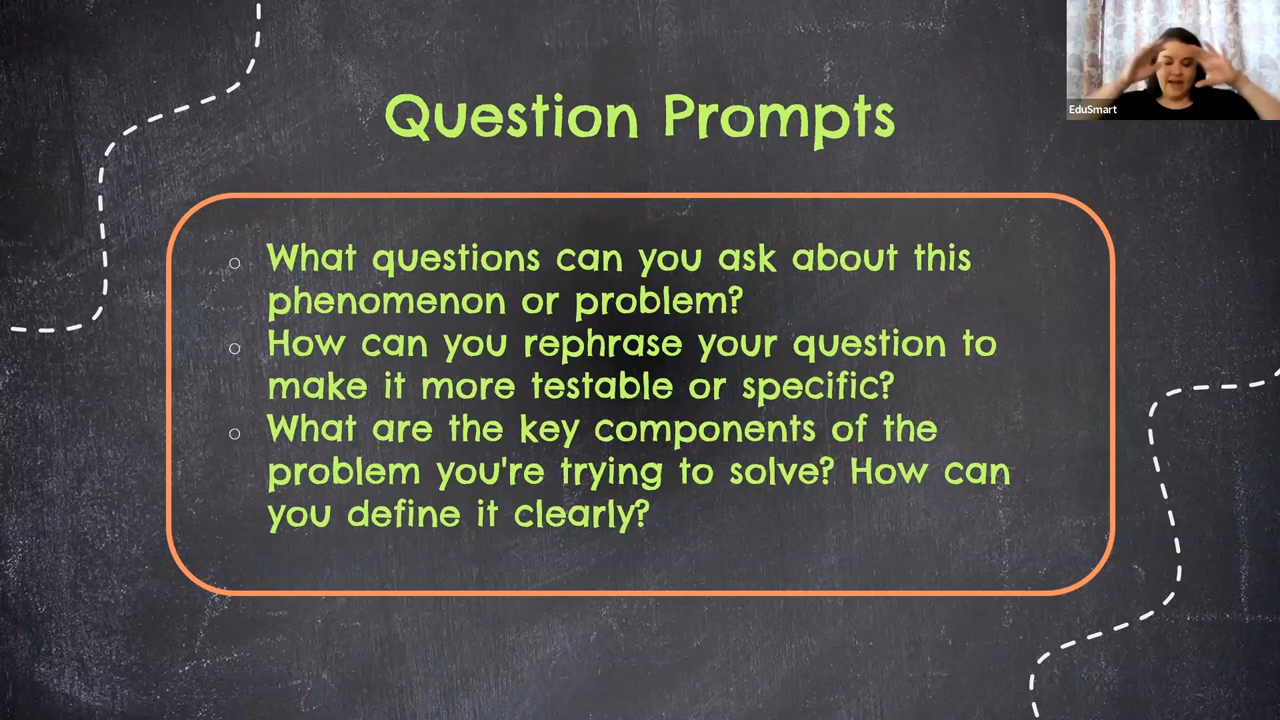 Question Prompts
EduSmart
What questions can you ask about this
phenomenon or problem?
How can you rephrase your question to
make it more testable or specific?
What are the key components of the
problem you're trying to solve? How can
you define it clearly?